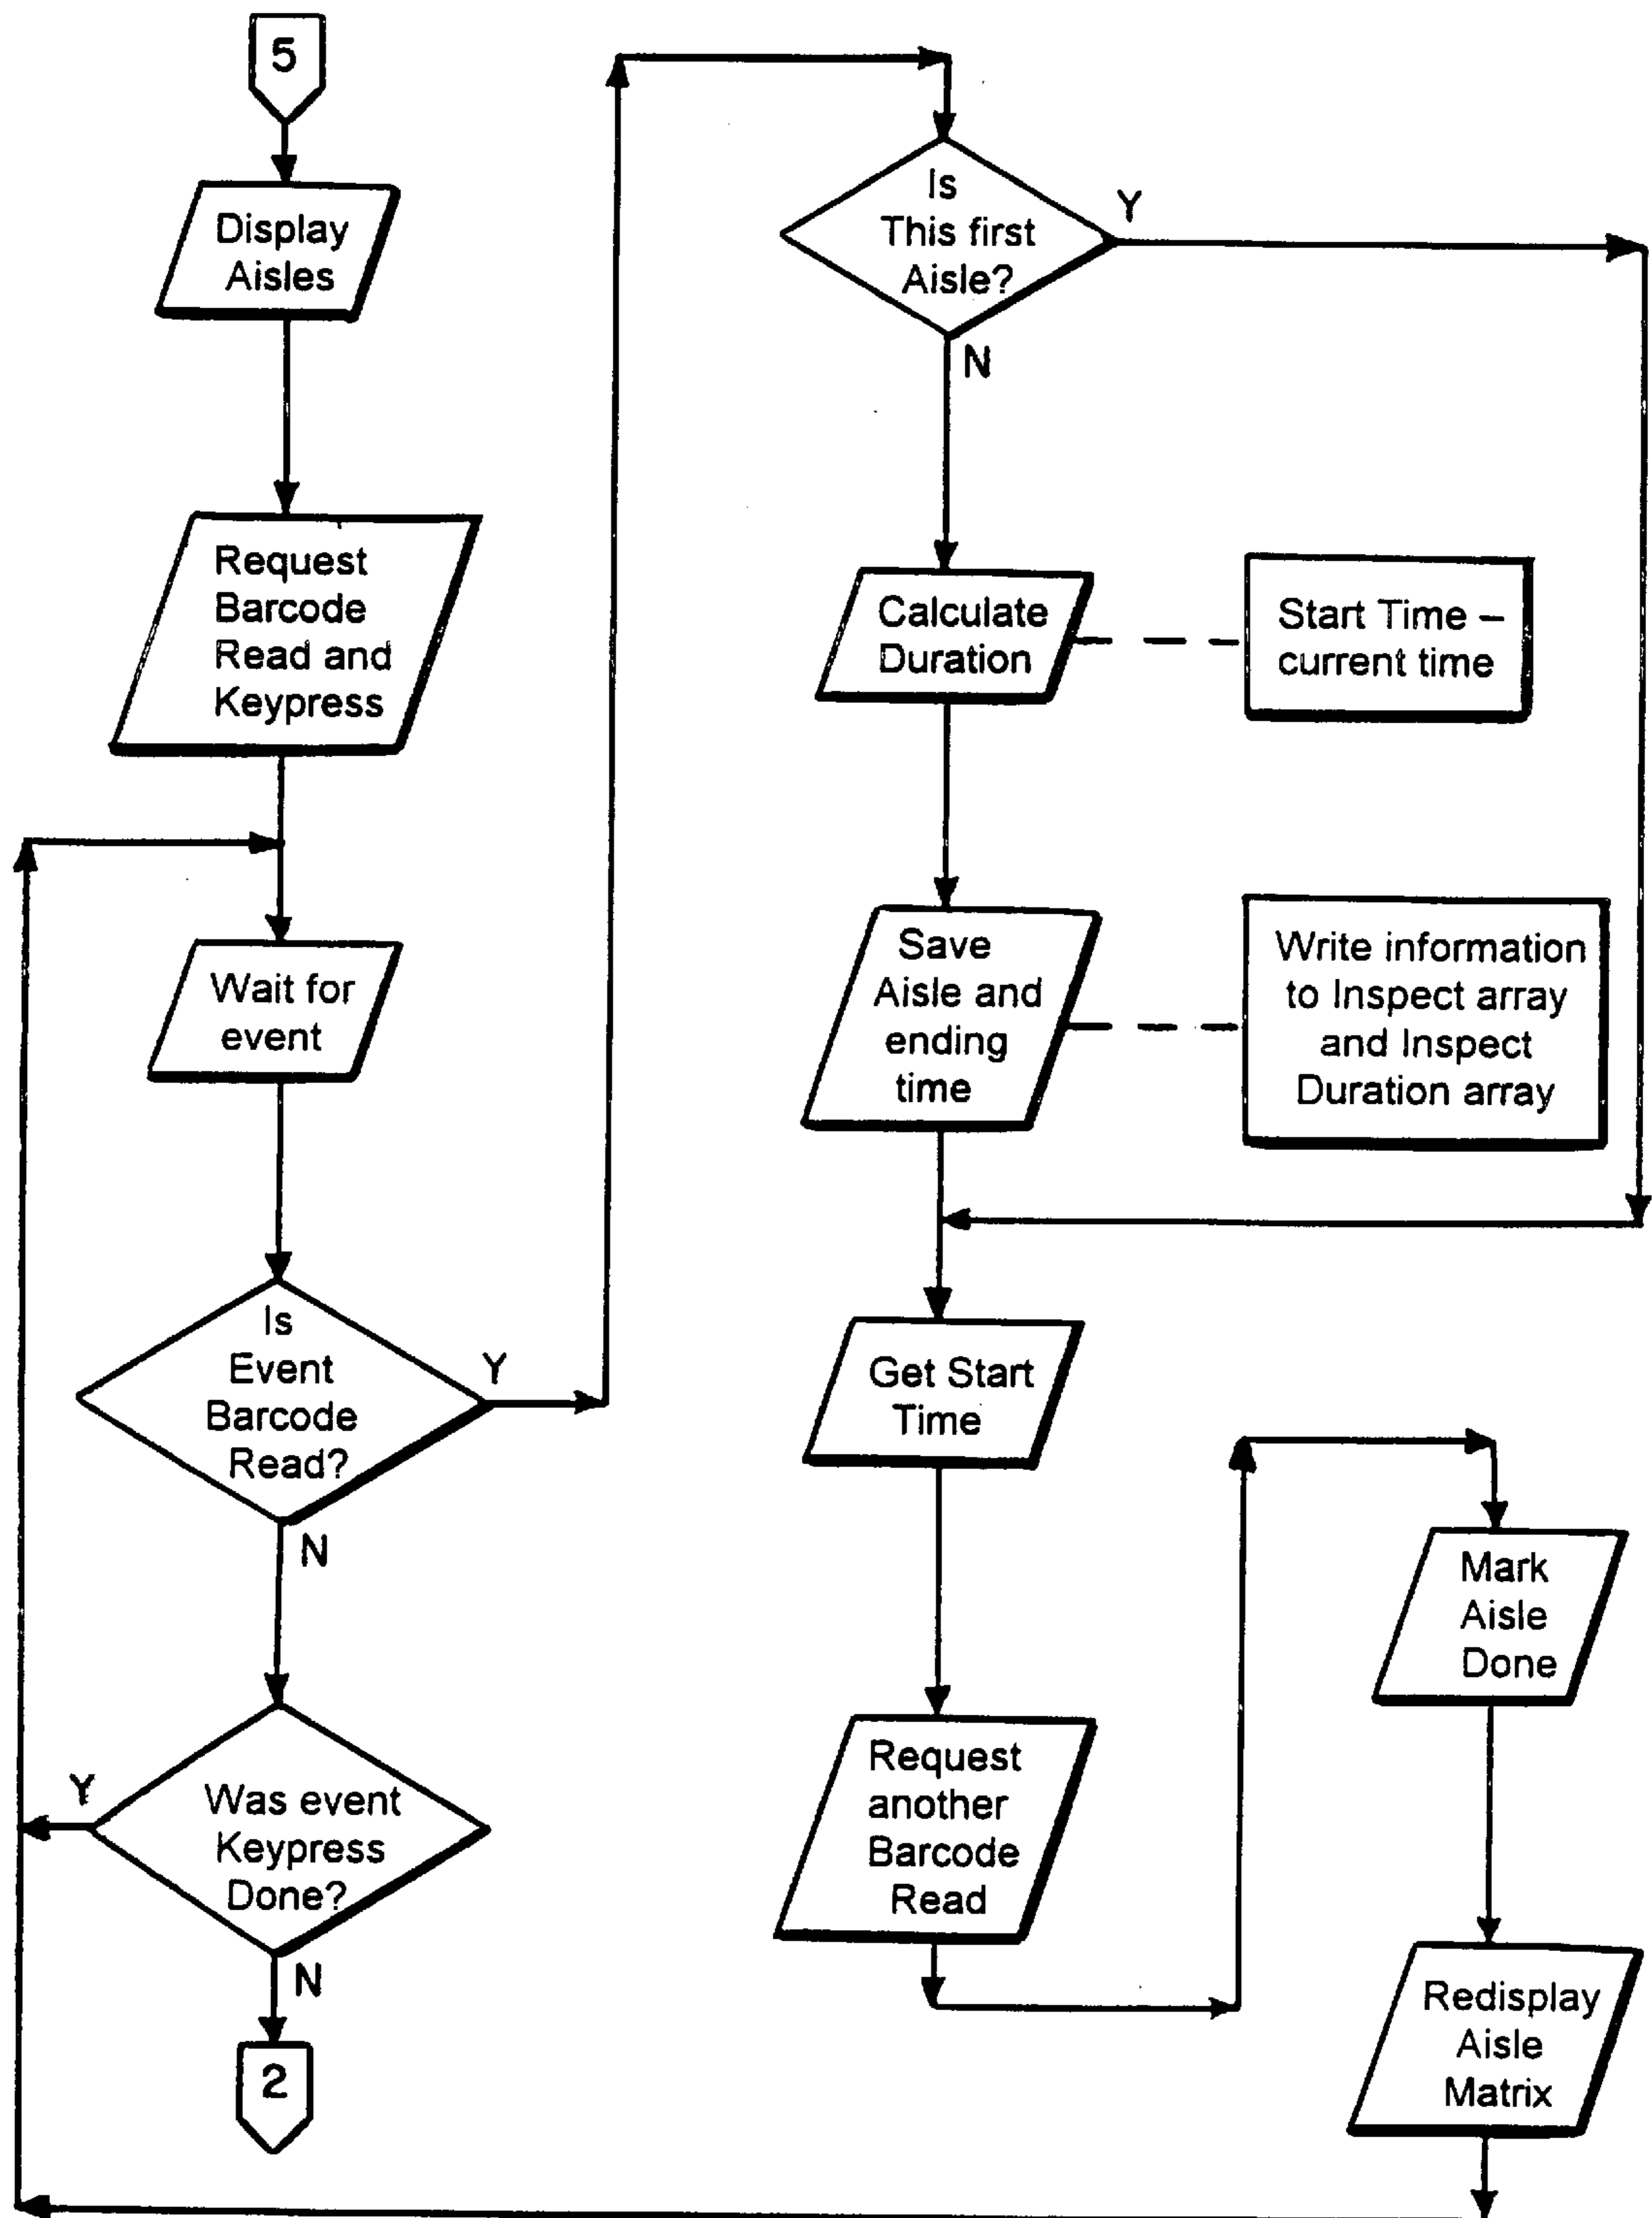 5
Display
Aisles
Request
Barcode
Read and
Keypress
Wait for
event
Is
Event
Barcode
Read?
Y
N
Was event
Keypress
Done?
Y
N
2
Is
This first
Aisle?
Y
N
Calculate
Duration
Start Time –
current time
Save
Aisle and
ending
time
Write information
to Inspect array
and Inspect
Duration array
Get Start
Time
Request
another
Barcode
Read
Mark
Aisle
Done
Redisplay
Aisle
Matrix